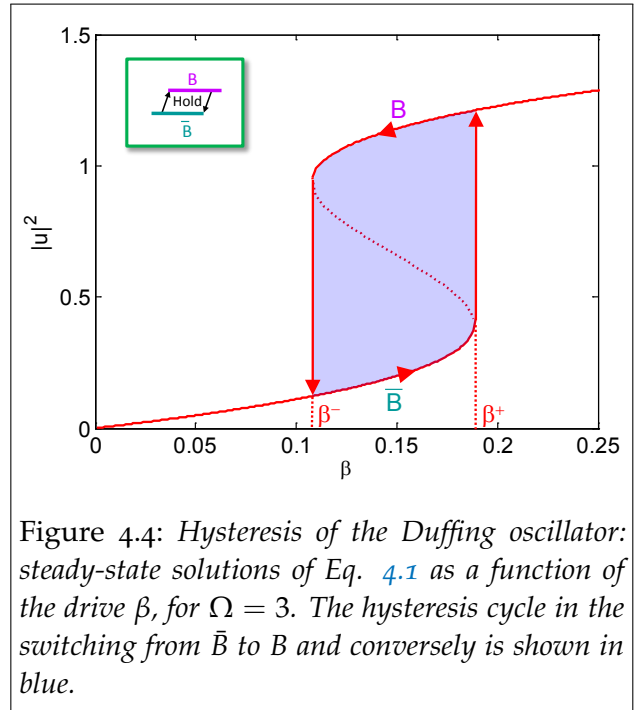 1.5
B
Hold
B̄
B
1
|u|²
0.5
B̄
β⁻
β⁺
0
0
0.05
0.1
0.15
0.2
0.25
β
Figure 4.4: Hysteresis of the Duffing oscillator:
steady-state solutions of Eq. 4.1 as a function of
the drive β, for Ω = 3. The hysteresis cycle in the
switching from B̄ to B and conversely is shown in
blue.